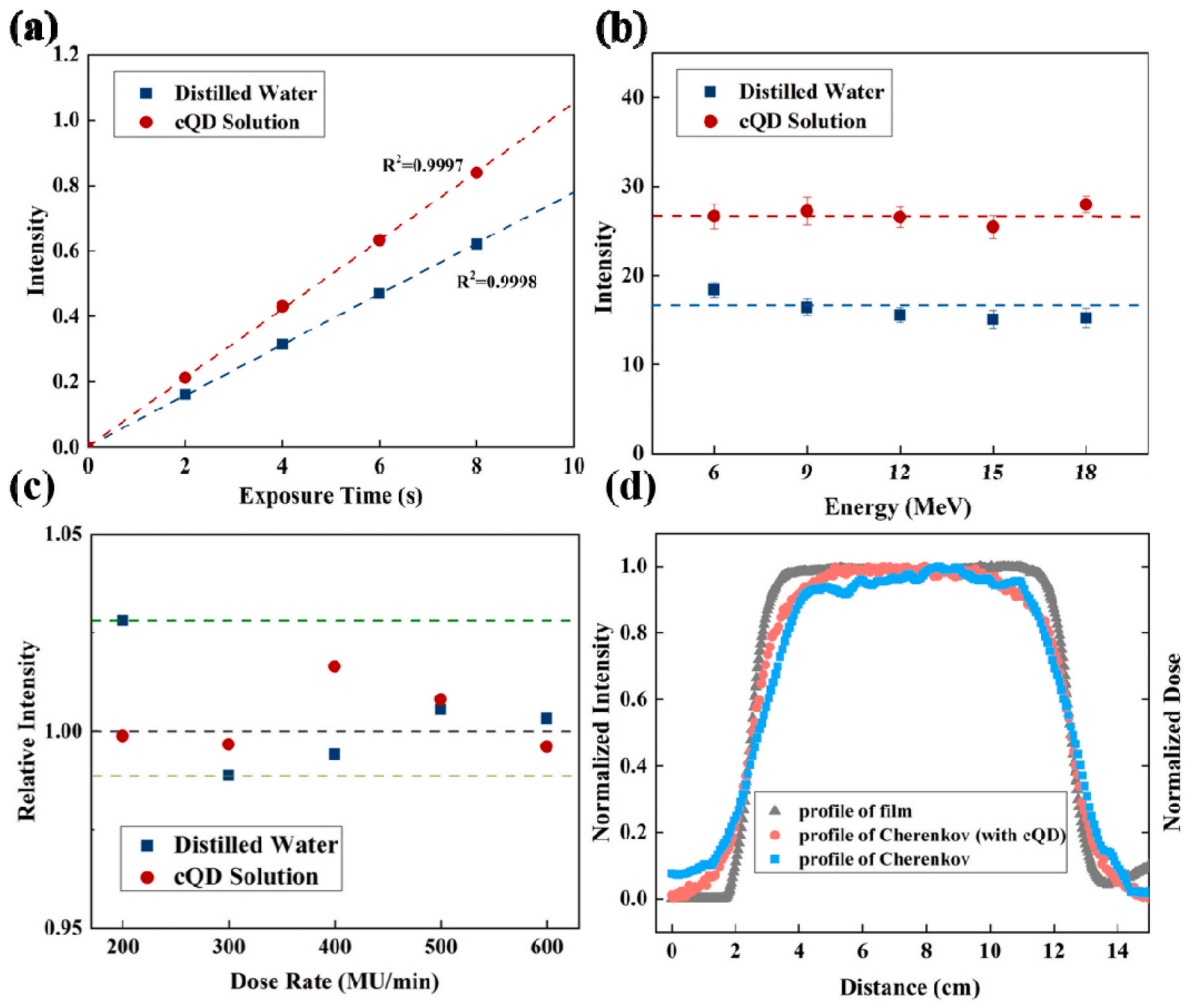 (a)
1.2
1.0
0.8
0.6
0.4
0.2
0.0
Intensity
Distilled Water
cQD Solution
R²=0.9997
R²=0.9998
0 2 4 6 8 10
Exposure Time (s)
(b)
40
30
20
10
0
Intensity
Distilled Water
cQD Solution
6 9 12 15 18
Energy (MeV)
(c)
1.05
1.00
0.95
Relative Intensity
Distilled Water
cQD Solution
200 300 400 500 600
Dose Rate (MU/min)
(d)
1.0
0.8
0.6
0.4
0.2
0.0
Normalized Intensity
Normalized Dose
profile of film
profile of Cherenkov (with cQD)
profile of Cherenkov
0 2 4 6 8 10 12 14
Distance (cm)